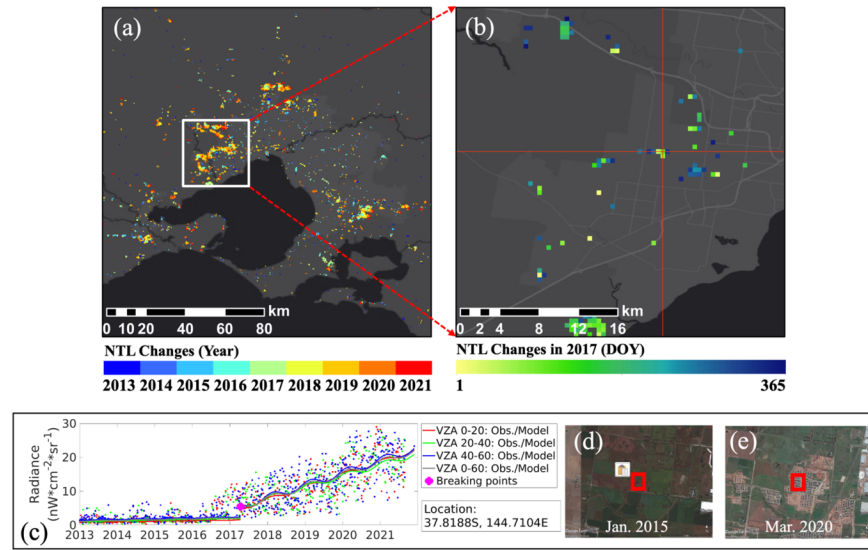 (a)
km
0 10 20 40 60 80
(b)
km
0 2 4 8 12 16
NTL Changes (Year)
2013 2014 2015 2016 2017 2018 2019 2020 2021
NTL Changes in 2017 (DOY)
1 365
Radiance
(nW*cm⁻²*sr⁻¹)
30
20
10
0
2013 2014 2015 2016 2017 2018 2019 2020 2021
(c)
VZA 0-20: Obs./Model
VZA 20-40: Obs./Model
VZA 40-60: Obs./Model
VZA 0-60: Obs./Model
Breaking points
Location:
37.8188S, 144.7104E
(d)
Jan. 2015
(e)
Mar. 2020